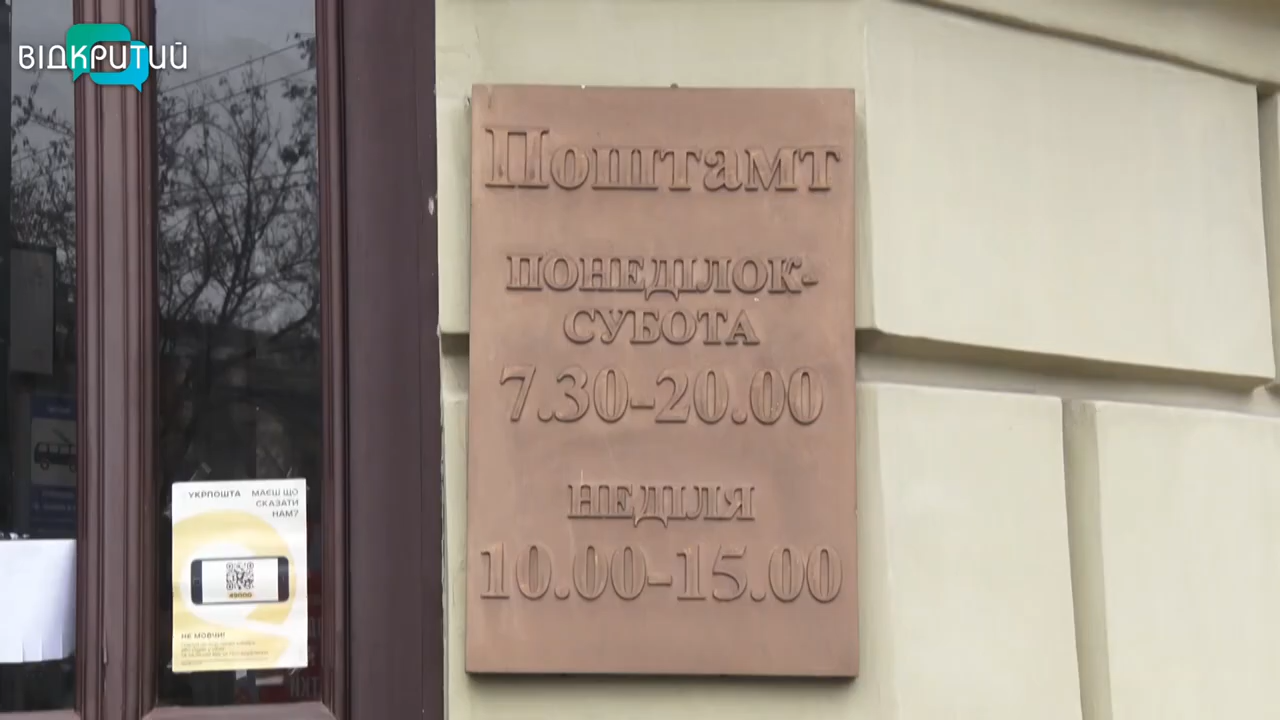 ВІДКРИТИЙ
Поштамт
ПОНЕДІЛОК-
СУБОТА
7.30-20.00
НЕДІЛЯ
10.00-15.00
УКРПОШТА
МАЄШ ЩО
СКАЗАТИ
НАМ?
49000
НЕ МОВЧИ!